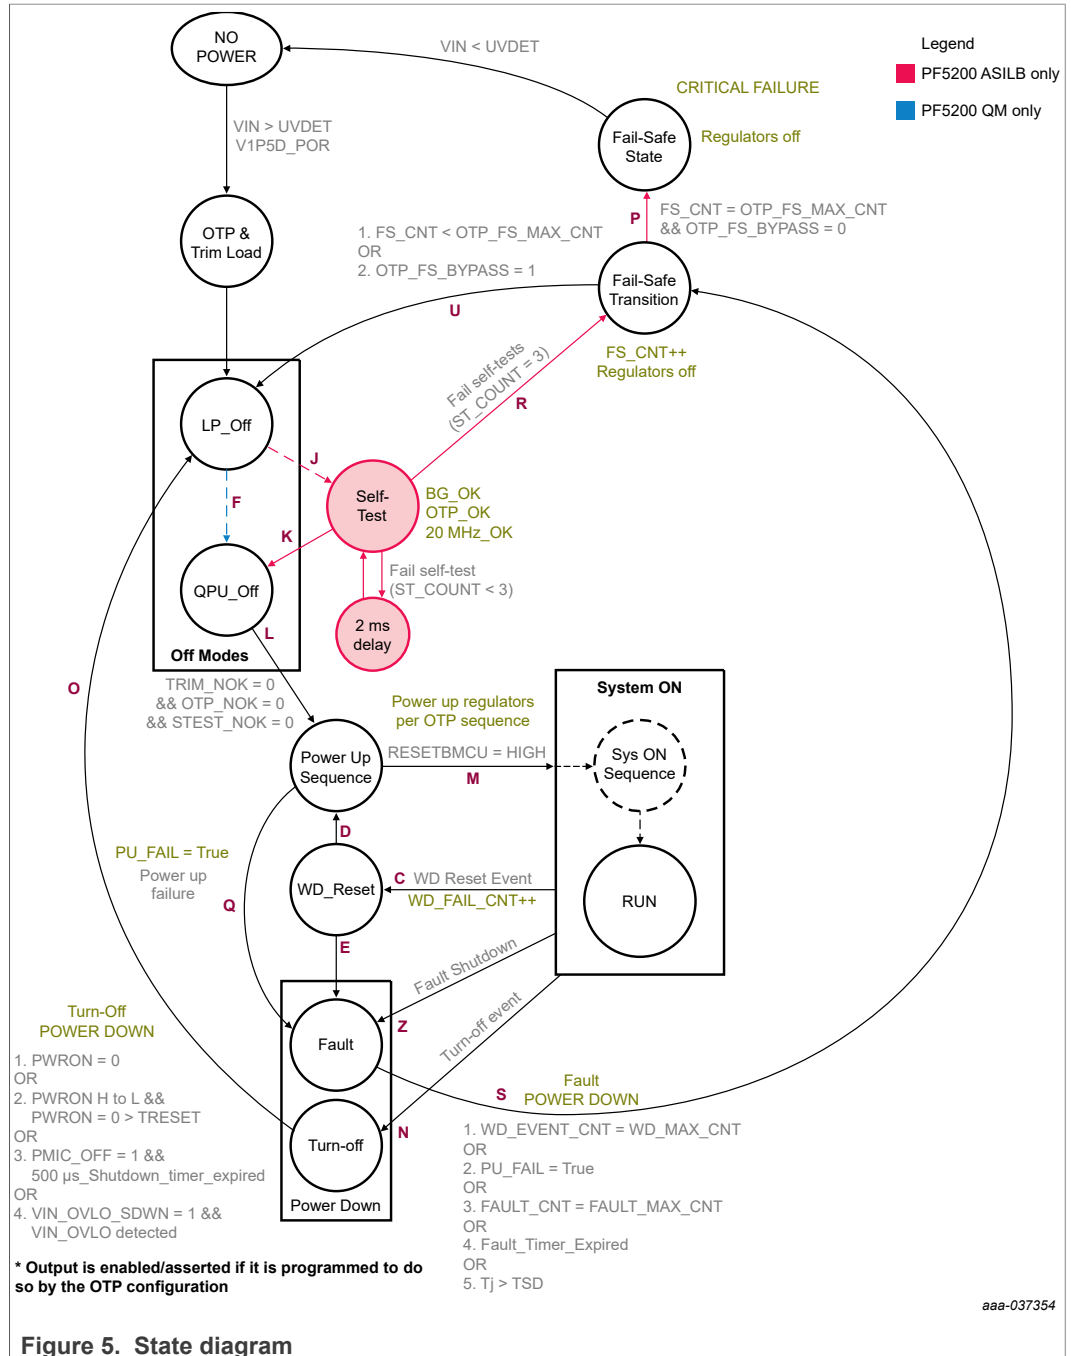 NO
POWER
VIN < UVDET
Legend
PF5200 ASILB only
PF5200 QM only
CRITICAL FAILURE
VIN > UVDET
V1P5D_POR
Fail-Safe
State
Regulators off
P
FS_CNT = OTP_FS_MAX_CNT
&& OTP_FS_BYPASS = 0
OTP &
Trim Load
1. FS_CNT < OTP_FS_MAX_CNT
OR
2. OTP_FS_BYPASS = 1
Fail-Safe
Transition
U
FS_CNT++
Regulators off
Fail self-tests
(ST_COUNT = 3)
R
LP_Off
J
F
Self-
Test
BG_OK
OTP_OK
20 MHz_OK
K
QPU_Off
Fail self-test
(ST_COUNT < 3)
2 ms
delay
L
Off Modes
O
TRIM_NOK = 0
&& OTP_NOK = 0
&& STEST_NOK = 0
Power up regulators
per OTP sequence
System ON
Power Up
Sequence
RESETBMCU = HIGH
M
Sys ON
Sequence
D
PU_FAIL = True
Power up
failure
Q
WD_Reset
C WD Reset Event
WD_FAIL_CNT++
RUN
E
Fault Shutdown
Z
Turn-off event
Fault
Turn-Off
POWER DOWN
1. PWRON = 0
OR
2. PWRON H to L &&
PWRON = 0 > TRESET
OR
3. PMIC_OFF = 1 &&
500 µs_Shutdown_timer_expired
OR
4. VIN_OVLO_SDWN = 1 &&
VIN_OVLO detected
S
Fault
POWER DOWN
N
Turn-off
Power Down
1. WD_EVENT_CNT = WD_MAX_CNT
OR
2. PU_FAIL = True
OR
3. FAULT_CNT = FAULT_MAX_CNT
OR
4. Fault_Timer_Expired
OR
5. Tj > TSD
* Output is enabled/asserted if it is programmed to do
so by the OTP configuration
aaa-037354
Figure 5. State diagram